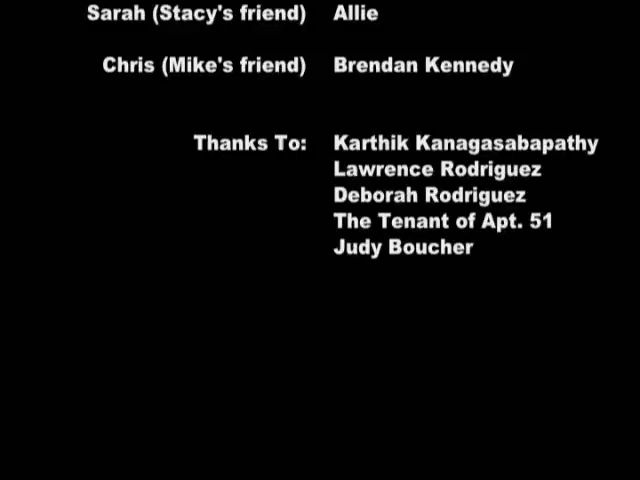 Sarah (Stacy's friend) Allie
Chris (Mike's friend) Brendan Kennedy
Thanks To: Karthik Kanagasabapathy
Lawrence Rodriguez
Deborah Rodriguez
The Tenant of Apt. 51
Judy Boucher